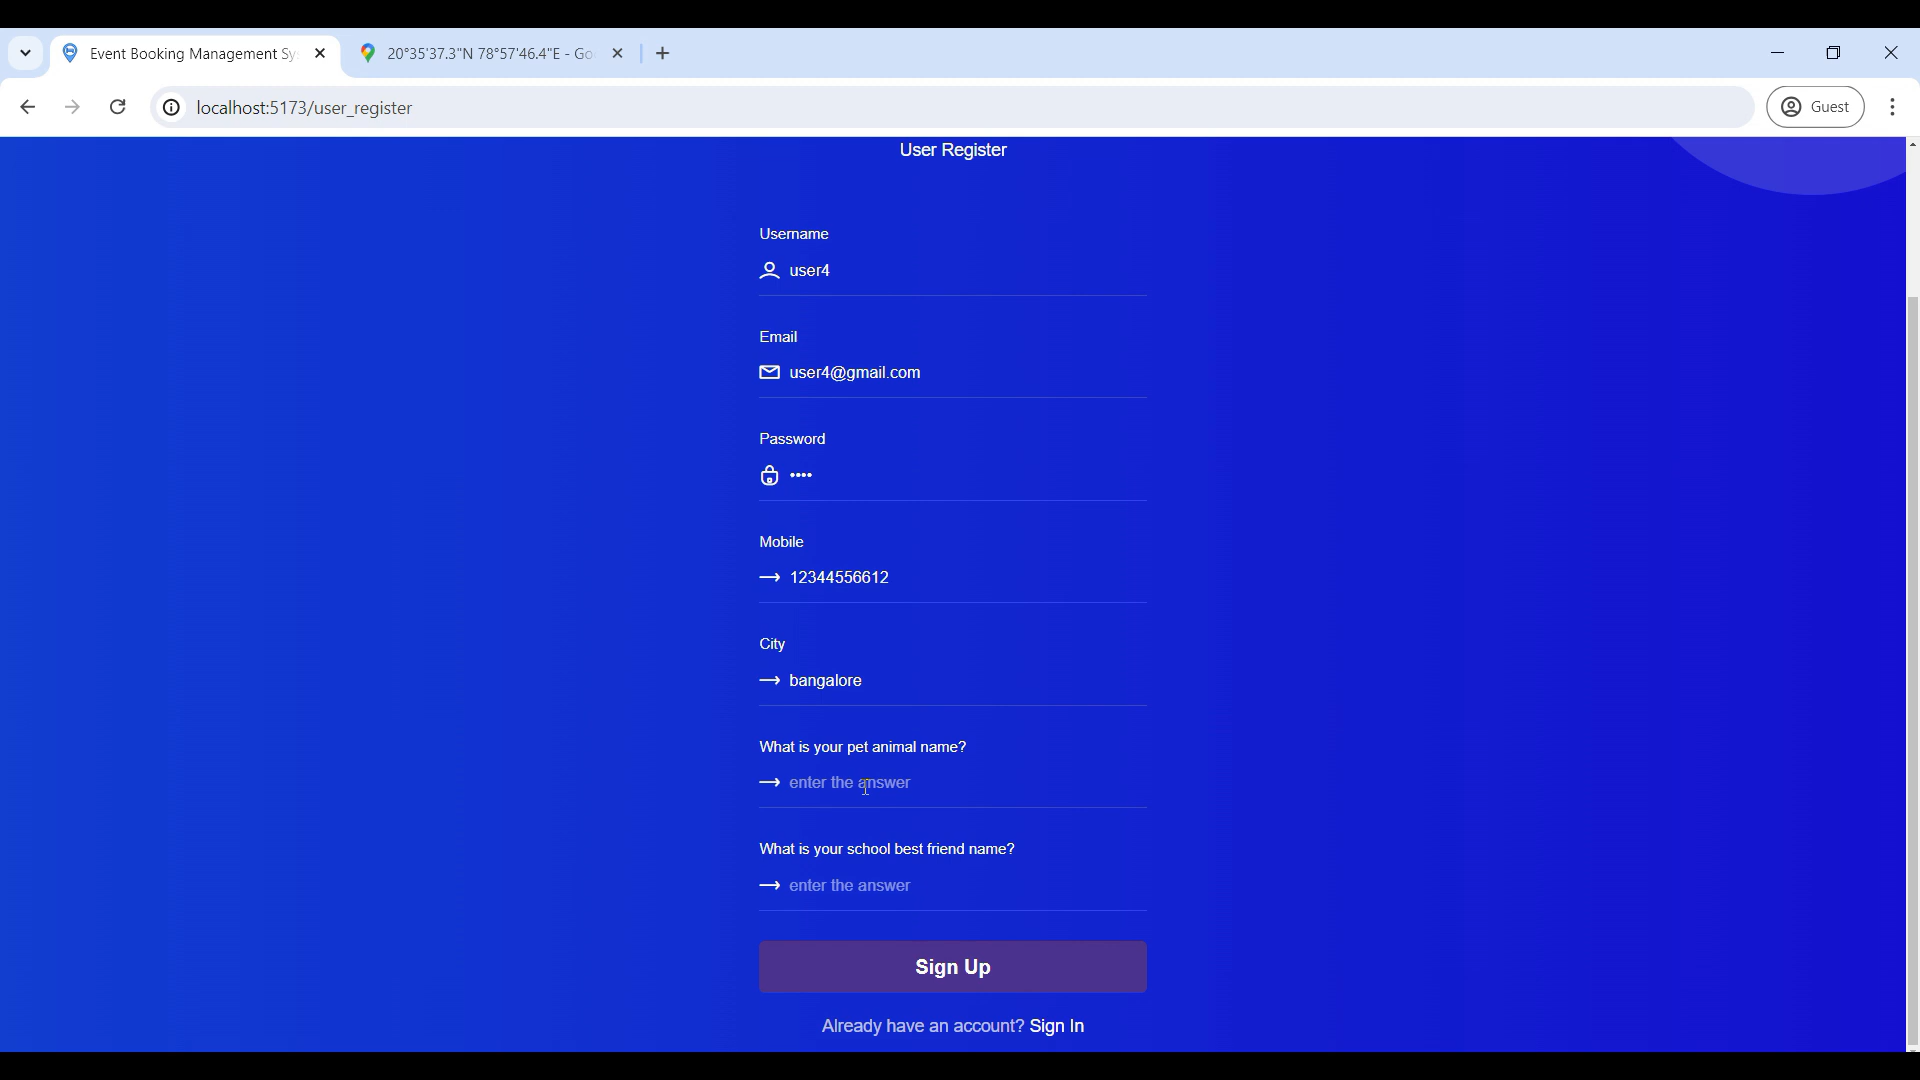 Event Booking Management Sy
20°35'37.3"N 78°57'46.4"E - Go
localhost:5173/user_register
Guest
User Register
Username
user4
Email
user4@gmail.com
Password
••••
Mobile
12344556612
City
bangalore
What is your pet animal name?
enter the answer
What is your school best friend name?
enter the answer
Sign Up
Already have an account? Sign In